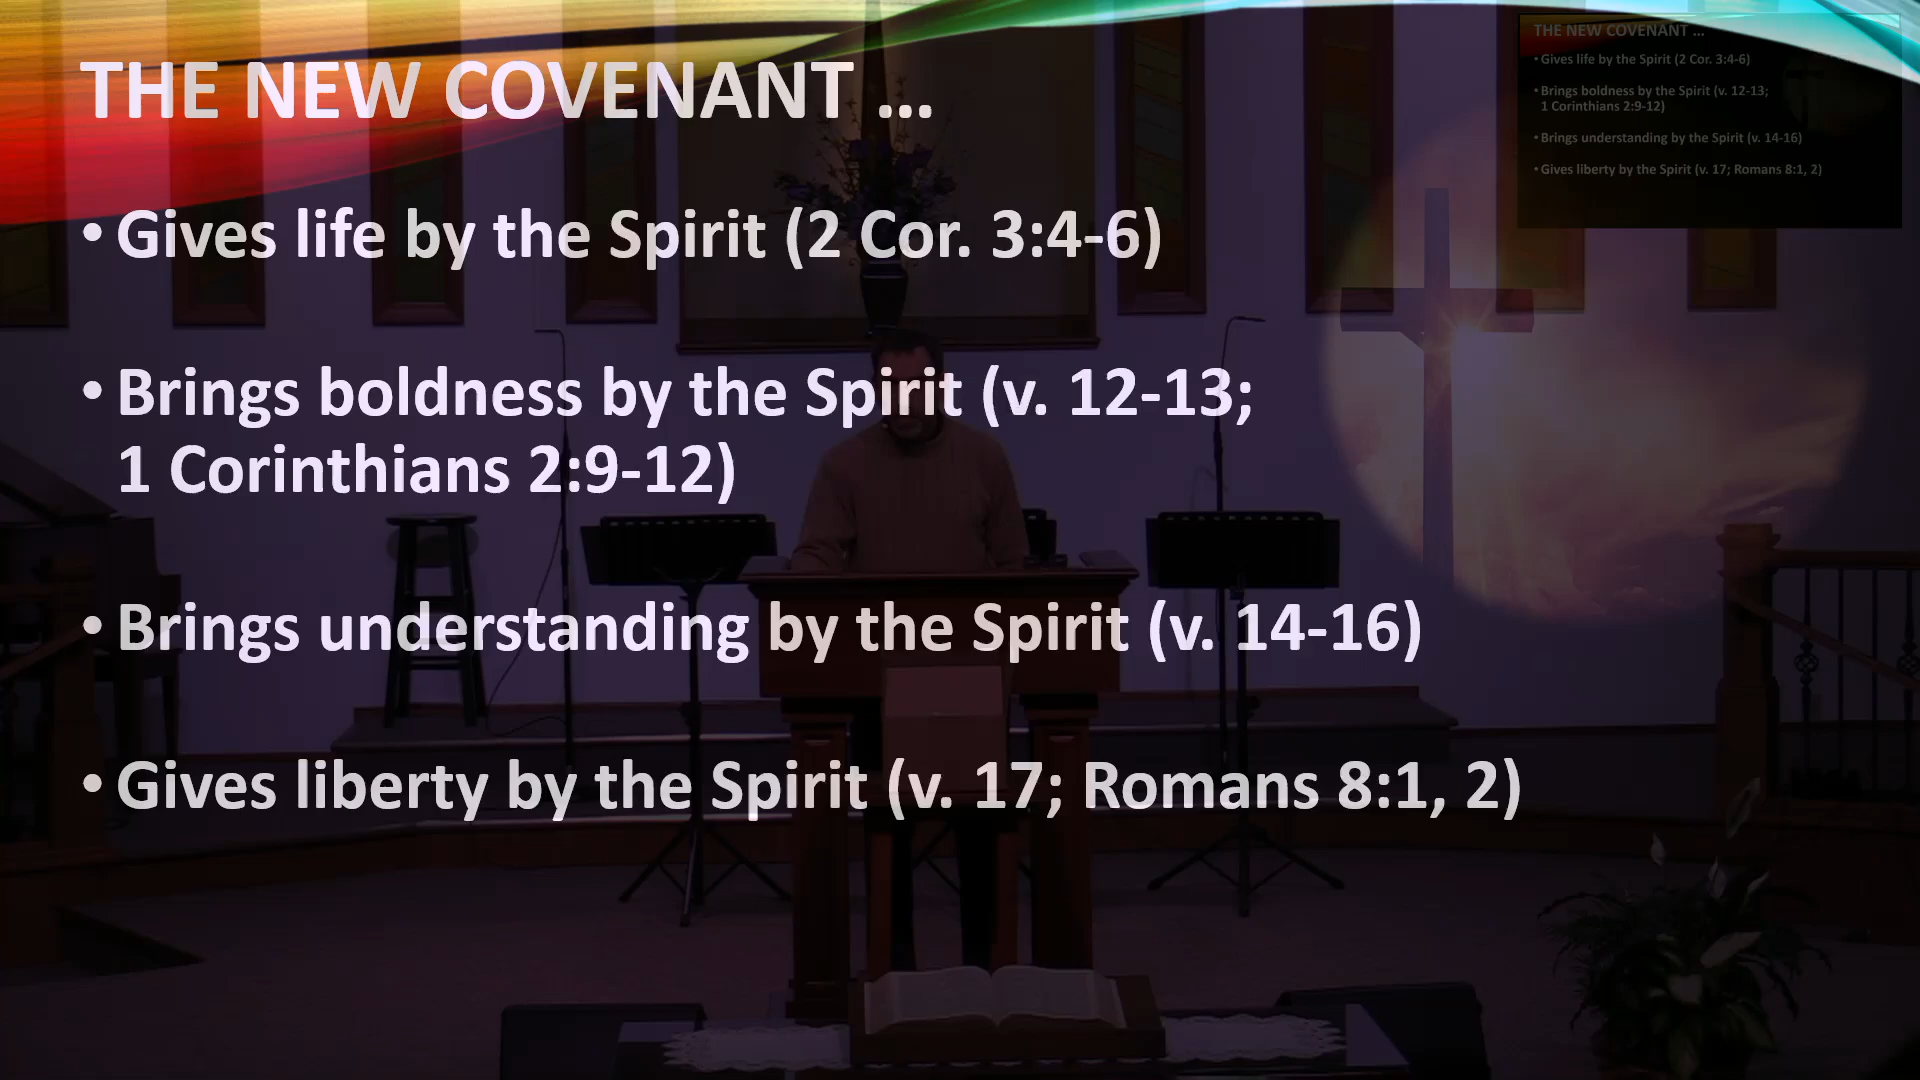 THE NEW COVENANT ...
• Gives life by the Spirit (2 Cor. 3:4-6)
• Brings boldness by the Spirit (v. 12-13;
1 Corinthians 2:9-12)
• Brings understanding by the Spirit (v. 14-16)
• Gives liberty by the Spirit (v. 17; Romans 8:1, 2)
THE NEW COVENANT ...
• Gives life by the Spirit (2 Cor. 3:4-6)
• Brings boldness by the Spirit (v. 12-13;
1 Corinthians 2:9-12)
• Brings understanding by the Spirit (v. 14-16)
• Gives liberty by the Spirit (v. 17; Romans 8:1, 2)